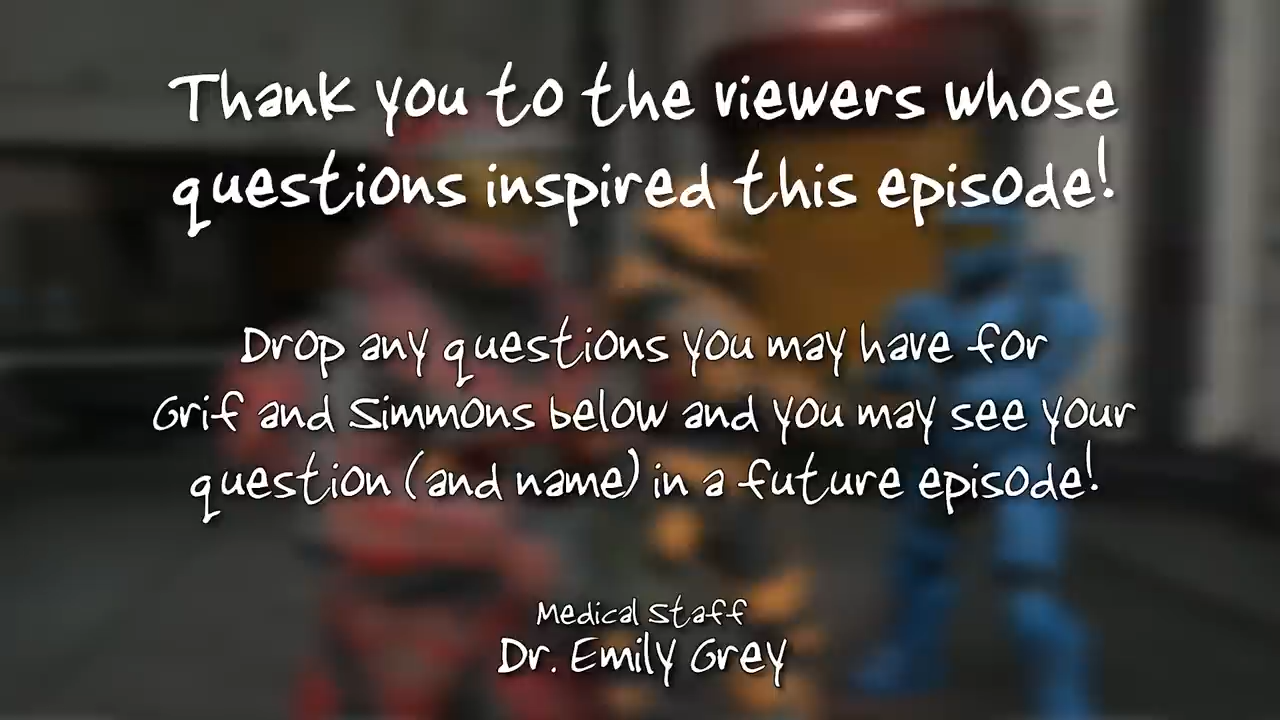 Thank you to the viewers whose
questions inspired this episode!
Drop any questions you may have for
Grif and Simmons below and you may see your
question (and name) in a future episode!
Medical Staff
Dr. Emily Grey